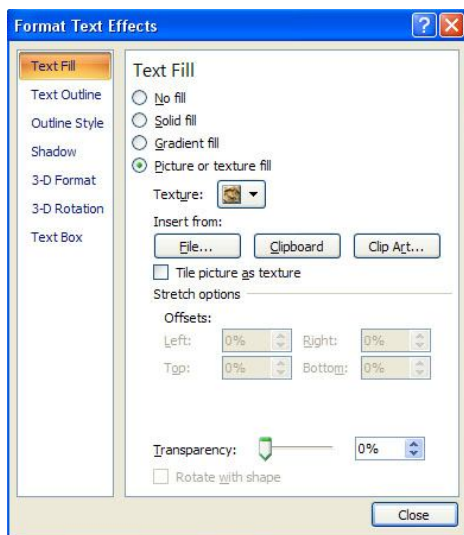 Format Text Effects
Text Fill
Text Outline
Outline Style
Shadow
3-D Format
3-D Rotation
Text Box
Text Fill
No fill
Solid fill
Gradient fill
Picture or texture fill
Texture:
Insert from:
File... Clipboard Clip Art...
Tile picture as texture
Stretch options
Offsets:
Left: 0% Right: 0%
Top: 0% Bottom: 0%
Transparency: 0%
Rotate with shape
Close